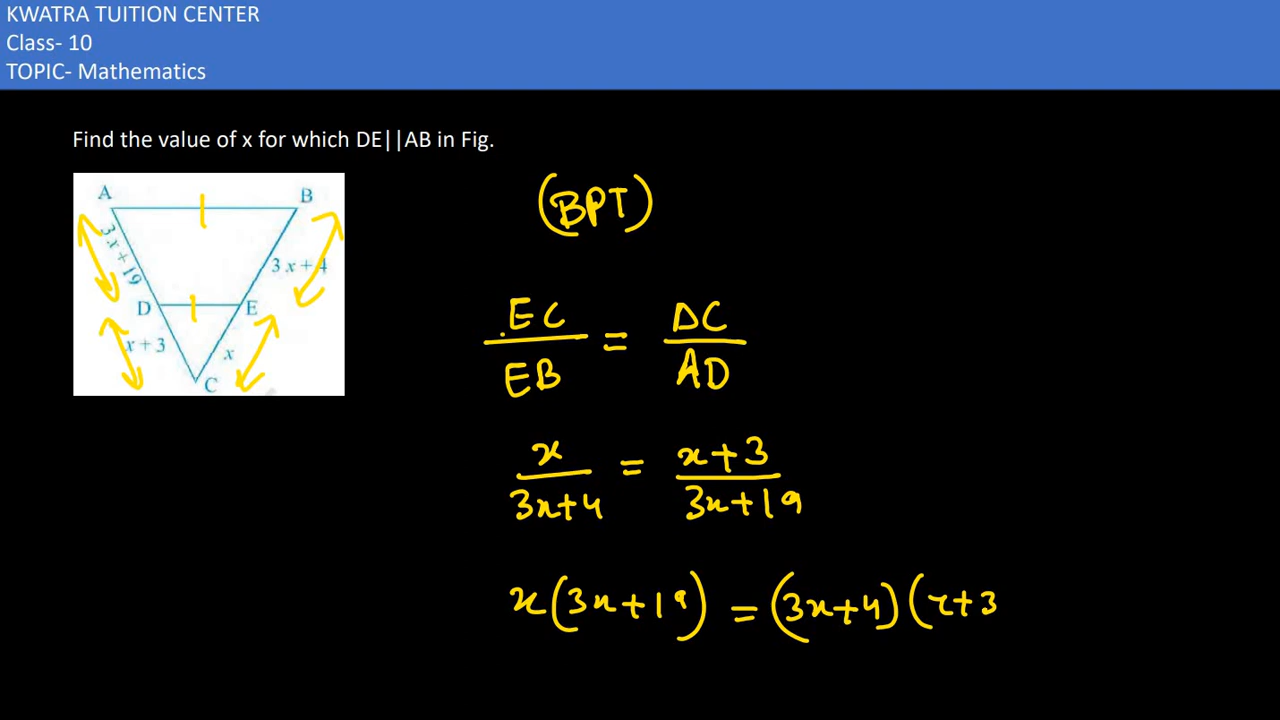 KWATRA TUITION CENTER
Class- 10
TOPIC- Mathematics
Find the value of x for which DE||AB in Fig.
A B
3x+19
3x+4
D E
x+3 x
C
(BPT)
EC/EB = DC/AD
x/3x+4 = x+3/3x+19
x(3x+19) = (3x+4)(x+3